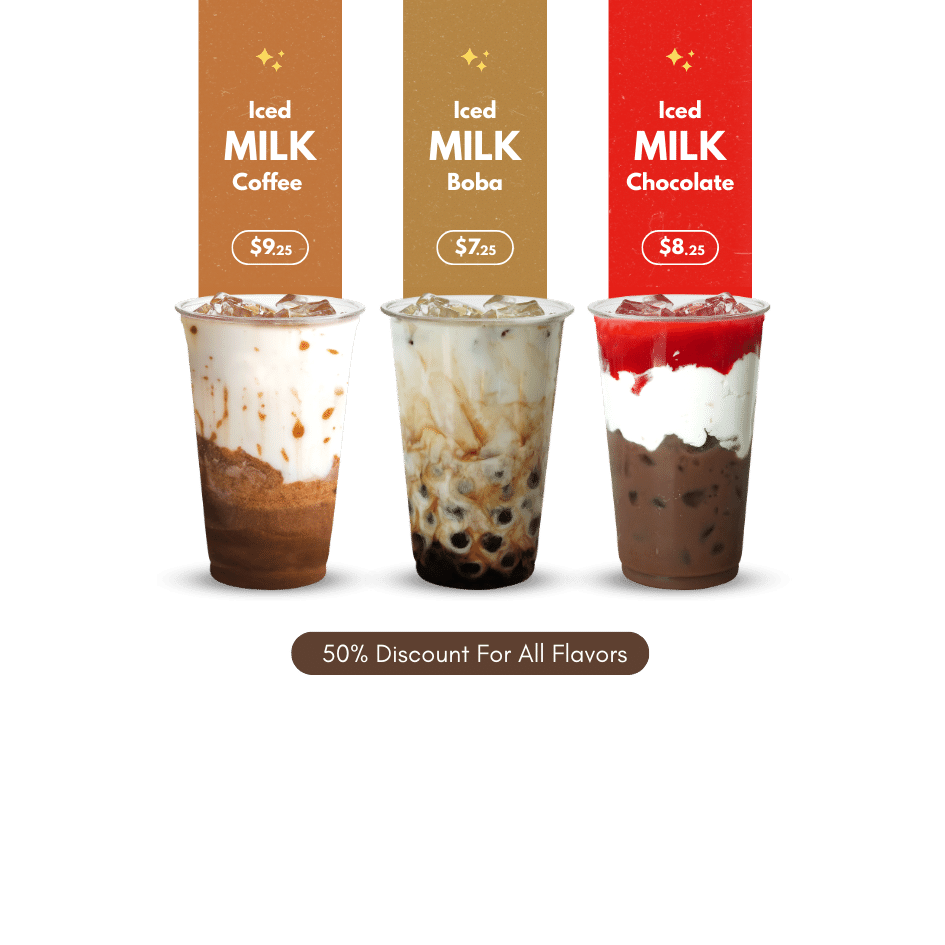 Iced
MILK
Coffee
$9.25
Iced
MILK
Boba
$7.25
Iced
MILK
Chocolate
$8.25
50% Discount For All Flavors